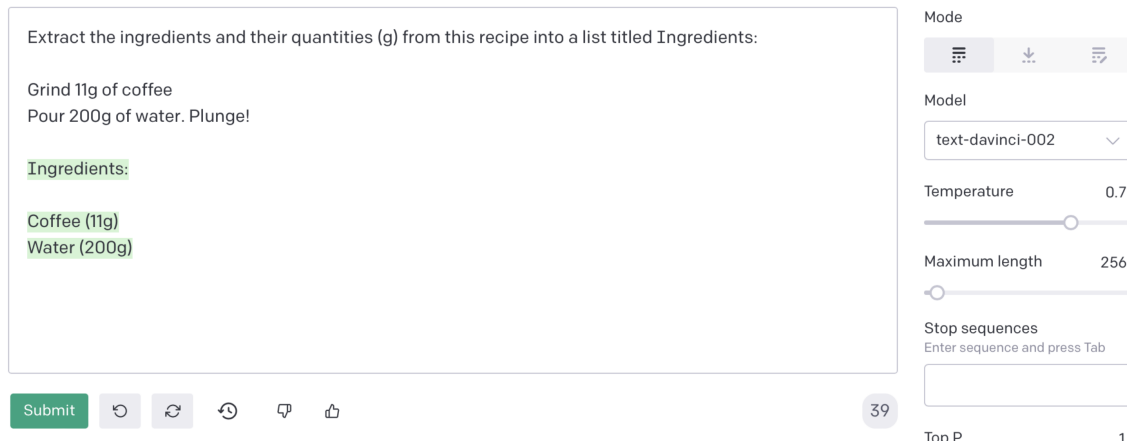 Extract the ingredients and their quantities (g) from this recipe into a list titled Ingredients:
Grind 11g of coffee
Pour 200g of water. Plunge!
Ingredients:
Coffee (11g)
Water (200g)
Submit
39
Mode
Model
text-davinci-002
Temperature 0.7
Maximum length 256
Stop sequences
Enter sequence and press Tab
Top P 1